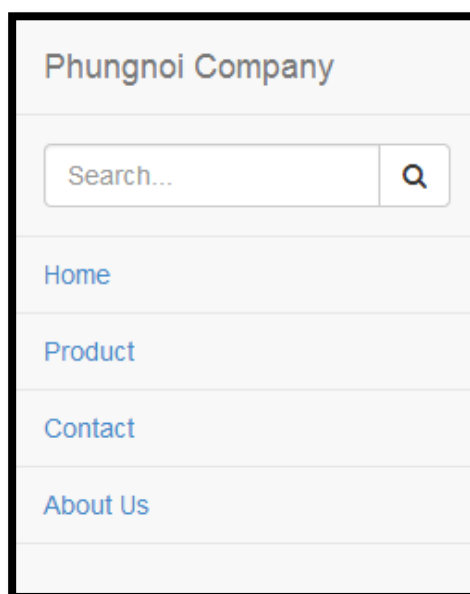 Phungnoi Company
Search...
Home
Product
Contact
About Us